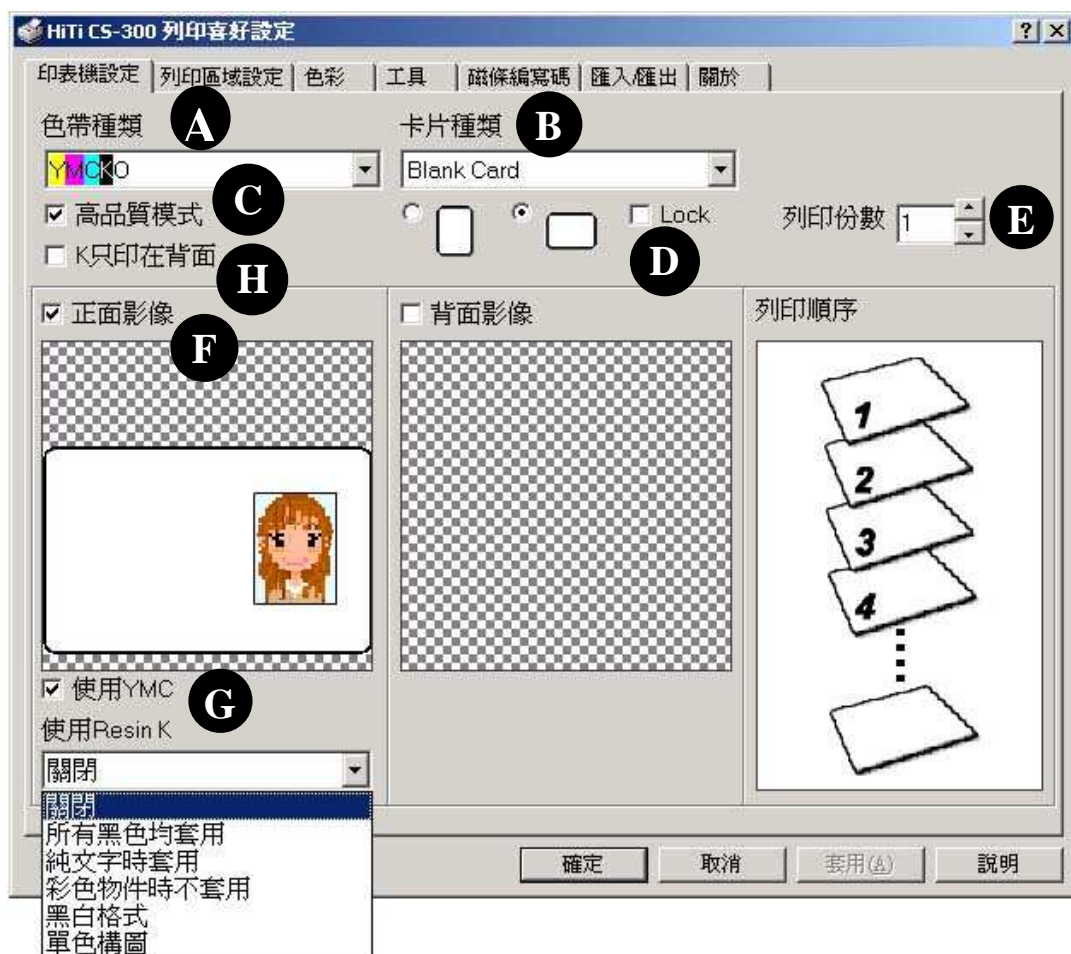 HiTi CS-300 列印喜好設定
印表機設定 列印區域設定 色彩 工具 磁條編寫碼 匯入/匯出 關於
色帶種類 A 卡片種類 B
YMCKO Blank Card
高品質模式 C Lock 列印份數 1 E
K只印在背面 H D
正面影像 F 背面影像 列印順序
1
2
3
4
使用YMC G
使用Resin K
關閉
關閉
所有黑色均套用
純文字時套用
彩色物件時不套用
黑白格式
單色構圖
確定 取消 套用(A) 說明